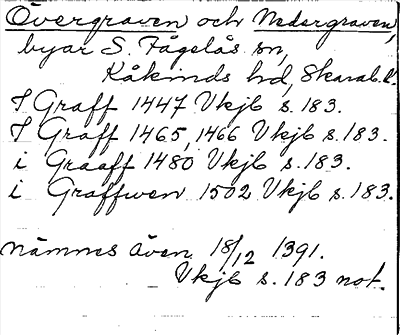 Övergraven och Nedergraven,
byar S. Fågelås sn,
Kåkinds hd, Skarab.l.
I Graff 1447 Vkjb s.183.
I Graff 1465, 1466 Vkjb s.183.
i Graaff 1480 Vkjb s.183.
i Graffwen 1502 Vkjb s.183.
nämnes även 18/12 1391.
Vkjb s.183 not.